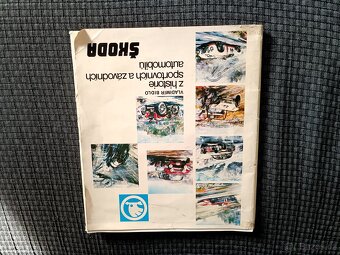 VLADIMÍR BIDLO
z historie
sportovních a závodních
automobilů
ŠKODA